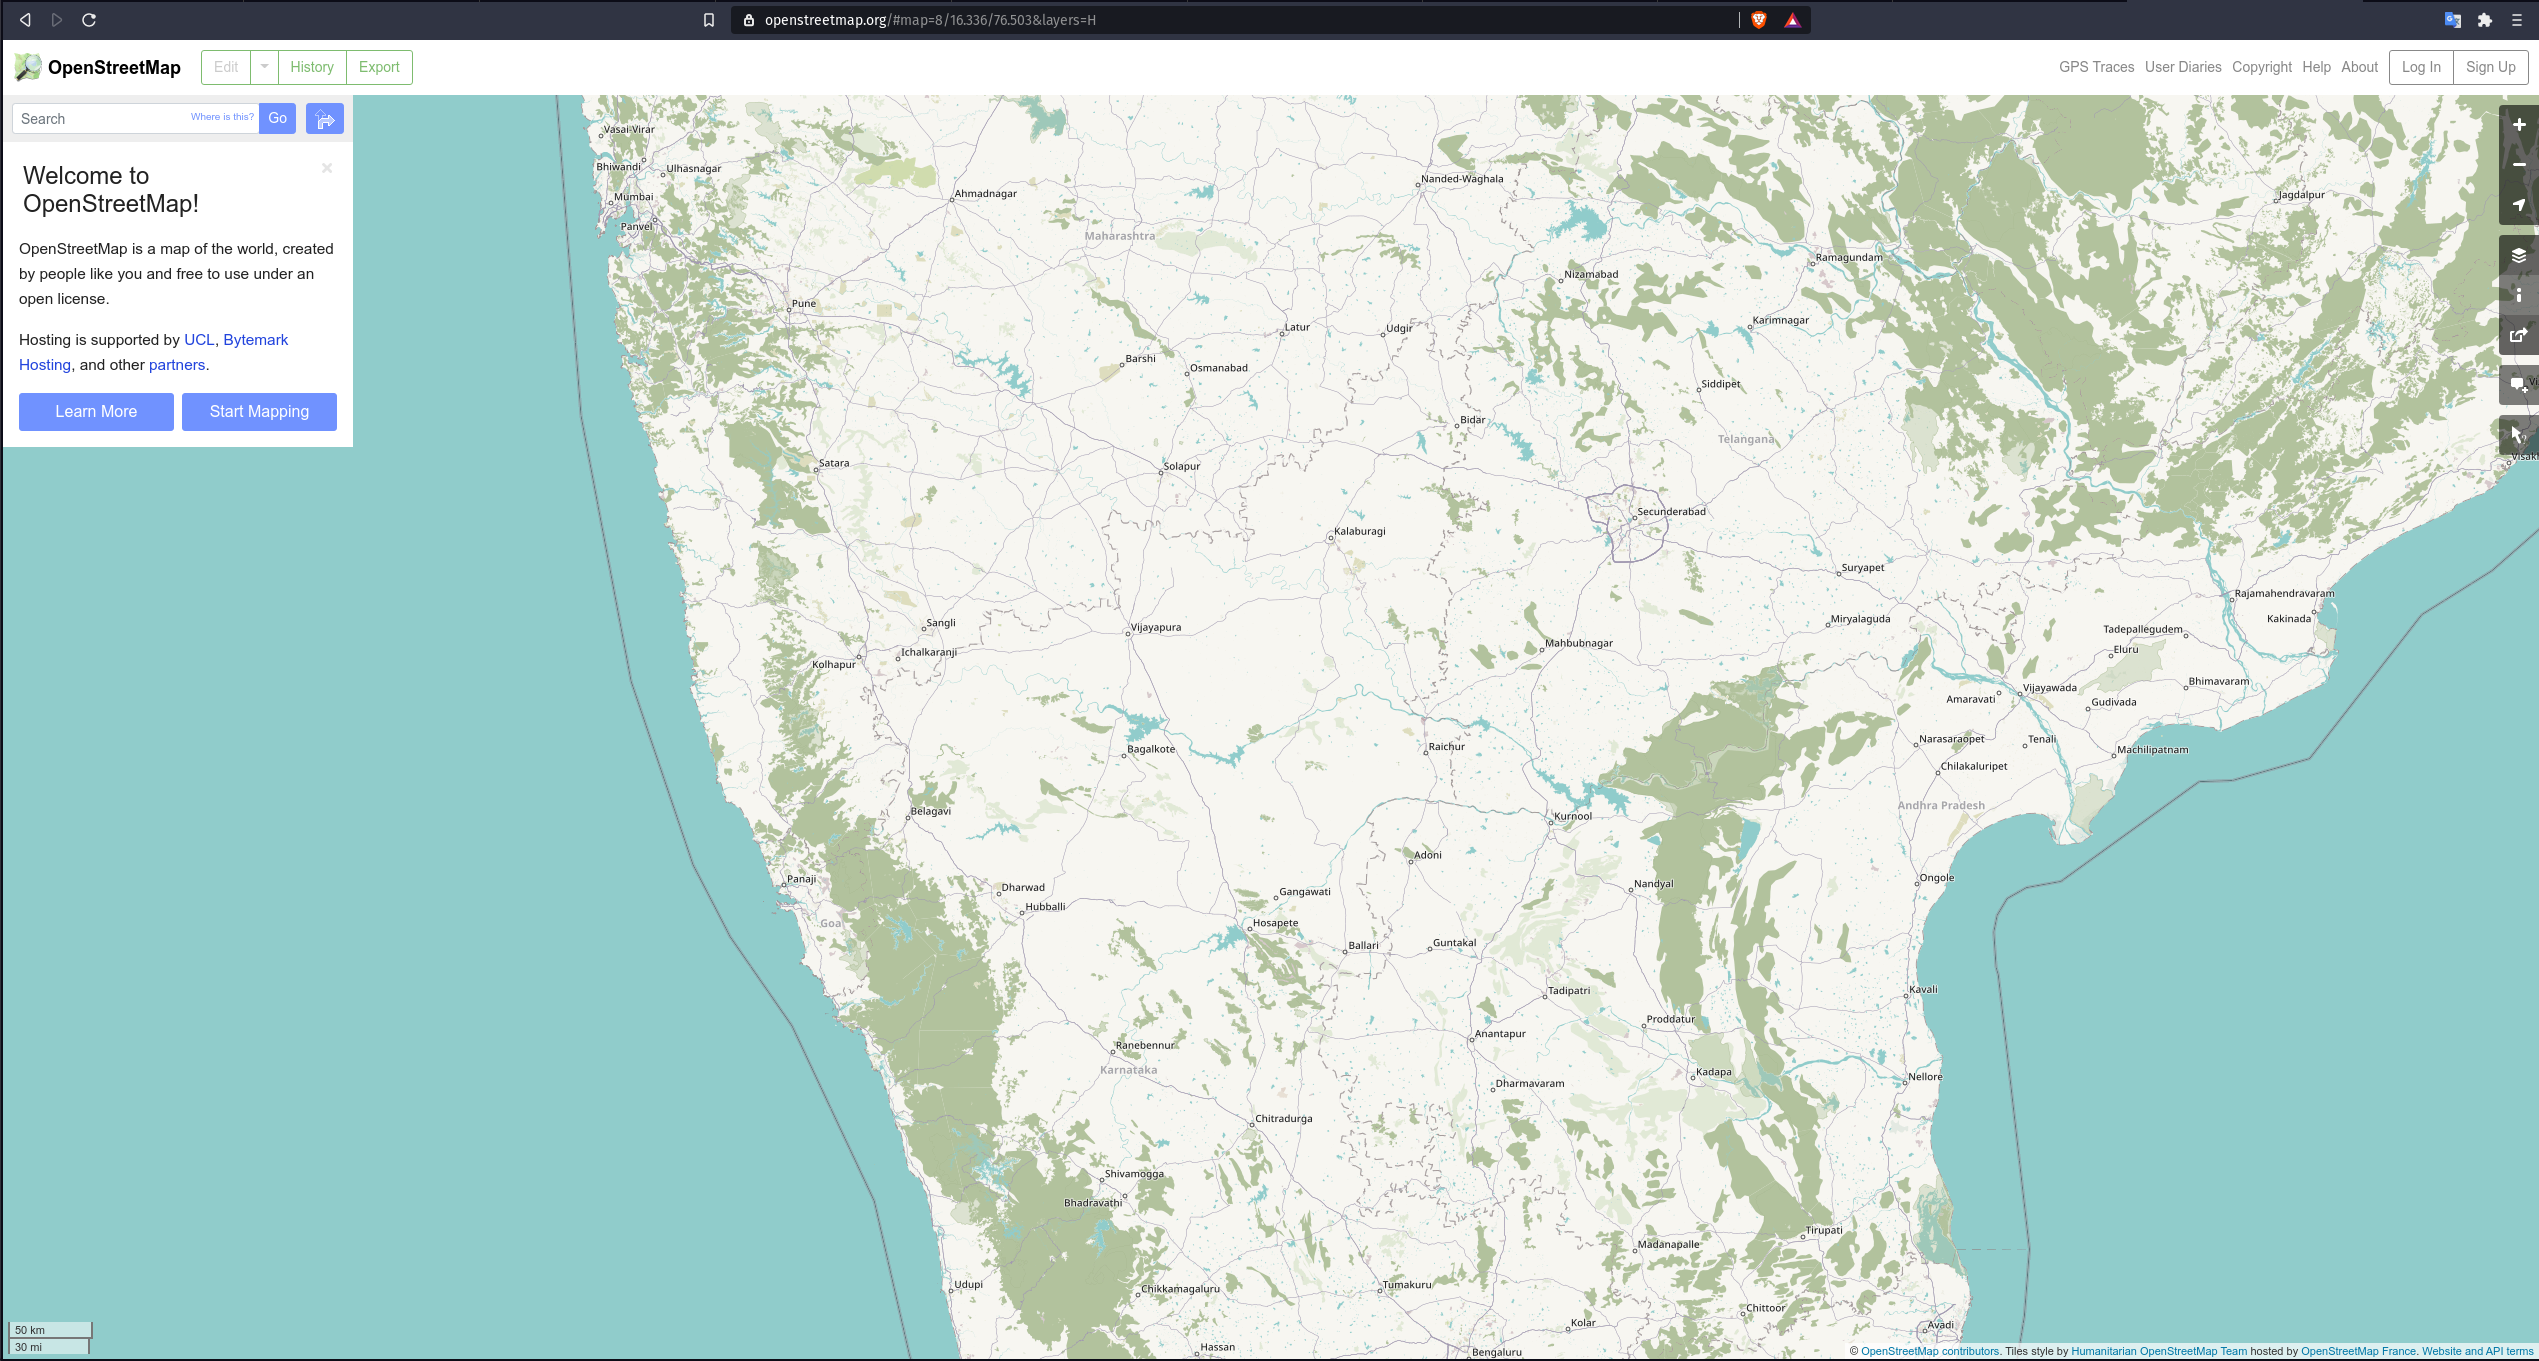 openstreetmap.org/#map=8/16.336/76.503&layers=H
OpenStreetMap
Edit
History
Export
GPS Traces
User Diaries
Copyright
Help
About
Log In
Sign Up
Search
Where is this?
Go
Welcome to
OpenStreetMap!
OpenStreetMap is a map of the world, created
by people like you and free to use under an
open license.
Hosting is supported by UCL, Bytemark
Hosting, and other partners.
Learn More
Start Mapping
Vasai-Virar
Bhiwandi
Ulhasnagar
Mumbai
Panvel
Ahmadnagar
Nanded-Waghala
Jagdalpur
Maharashtra
Ramagundam
Nizamabad
Pune
Karimnagar
Latur
Udgir
Barshi
Osmanabad
Siddipet
Bidar
Telangana
Satara
Solapur
Secunderabad
Kalaburagi
Suryapet
Rajamahendravaram
Kakinada
Sangli
Vijayapura
Miryalaguda
Tadepallegudem
Mahbubnagar
Eluru
Ichalkaranji
Kolhapur
Bhimavaram
Vijayawada
Amaravati
Gudivada
Bagalkote
Raichur
Narasaraopet
Tenali
Machilipatnam
Chilakaluripet
Andhra Pradesh
Belagavi
Kurnool
Adoni
Panaji
Dharwad
Gangawati
Nandyal
Ongole
Hubballi
Goa
Hosapete
Ballari
Guntakal
Tadipatri
Kavali
Proddatur
Anantapur
Ranebennur
Karnataka
Kadapa
Nellore
Dharmavaram
Chitradurga
Shivamogga
Bhadravathi
Tirupati
Madanapalle
Udupi
Chikkamagaluru
Tumakuru
Chittoor
Kolar
Avadi
Hassan
Bengaluru
50 km
30 mi
© OpenStreetMap contributors. Tiles style by Humanitarian OpenStreetMap Team hosted by OpenStreetMap France. Website and API terms